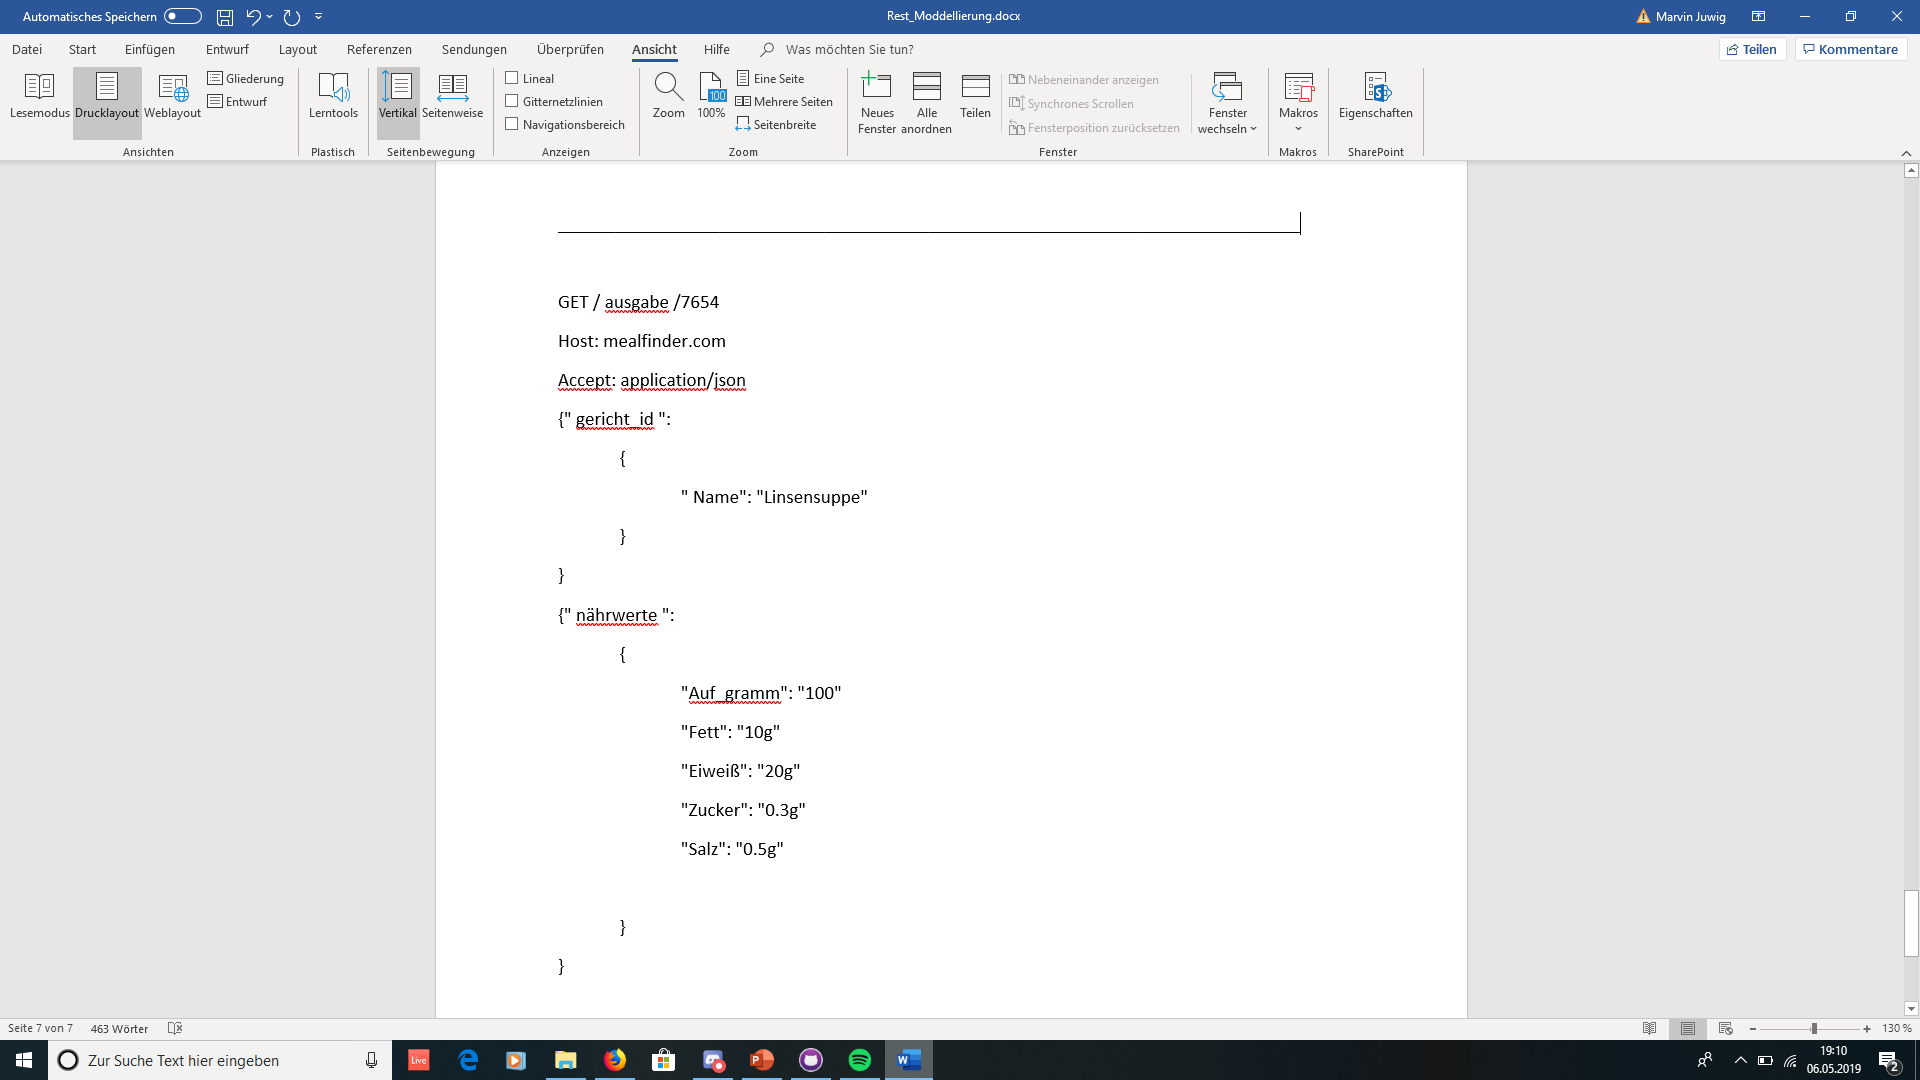 Automatisches Speichern
Rest_Moddellierung.docx
Marvin Juwig
Datei Start Einfügen Entwurf Layout Referenzen Sendungen Überprüfen Ansicht Hilfe Was möchten Sie tun? Teilen Kommentare
Lesemodus Drucklayout Weblayout
Gliederung
Entwurf
Ansichten
Lerntools
Plastisch
Vertikal Seitenweise
Seitenbewegung
Lineal
Gitternetzlinien
Navigationsbereich
Anzeigen
Zoom
100
100%
Eine Seite
Mehrere Seiten
Seitenbreite
Zoom
Neues
Fenster
Alle
anordnen
Teilen
Nebeneinander anzeigen
Synchrones Scrollen
Fensterposition zurücksetzen
Fenster
wechseln
Fenster
Makros
Makros
Eigenschaften
SharePoint
GET / ausgabe /7654
Host: mealfinder.com
Accept: application/json
{" gericht_id ":
{
" Name": "Linsensuppe"
}
}
{" nährwerte ":
{
"Auf_gramm": "100"
"Fett": "10g"
"Eiweiß": "20g"
"Zucker": "0.3g"
"Salz": "0.5g"
}
}
Seite 7 von 7 463 Wörter
130 %
Zur Suche Text hier eingeben
Live
19:10
06.05.2019
2